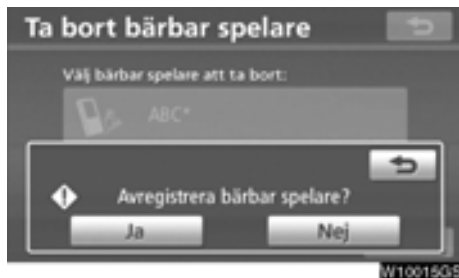 Ta bort bärbar spelare
Välj bärbar spelare att ta bort:
ABC*
Avregistrera bärbar spelare?
Ja
Nej
W10015GS